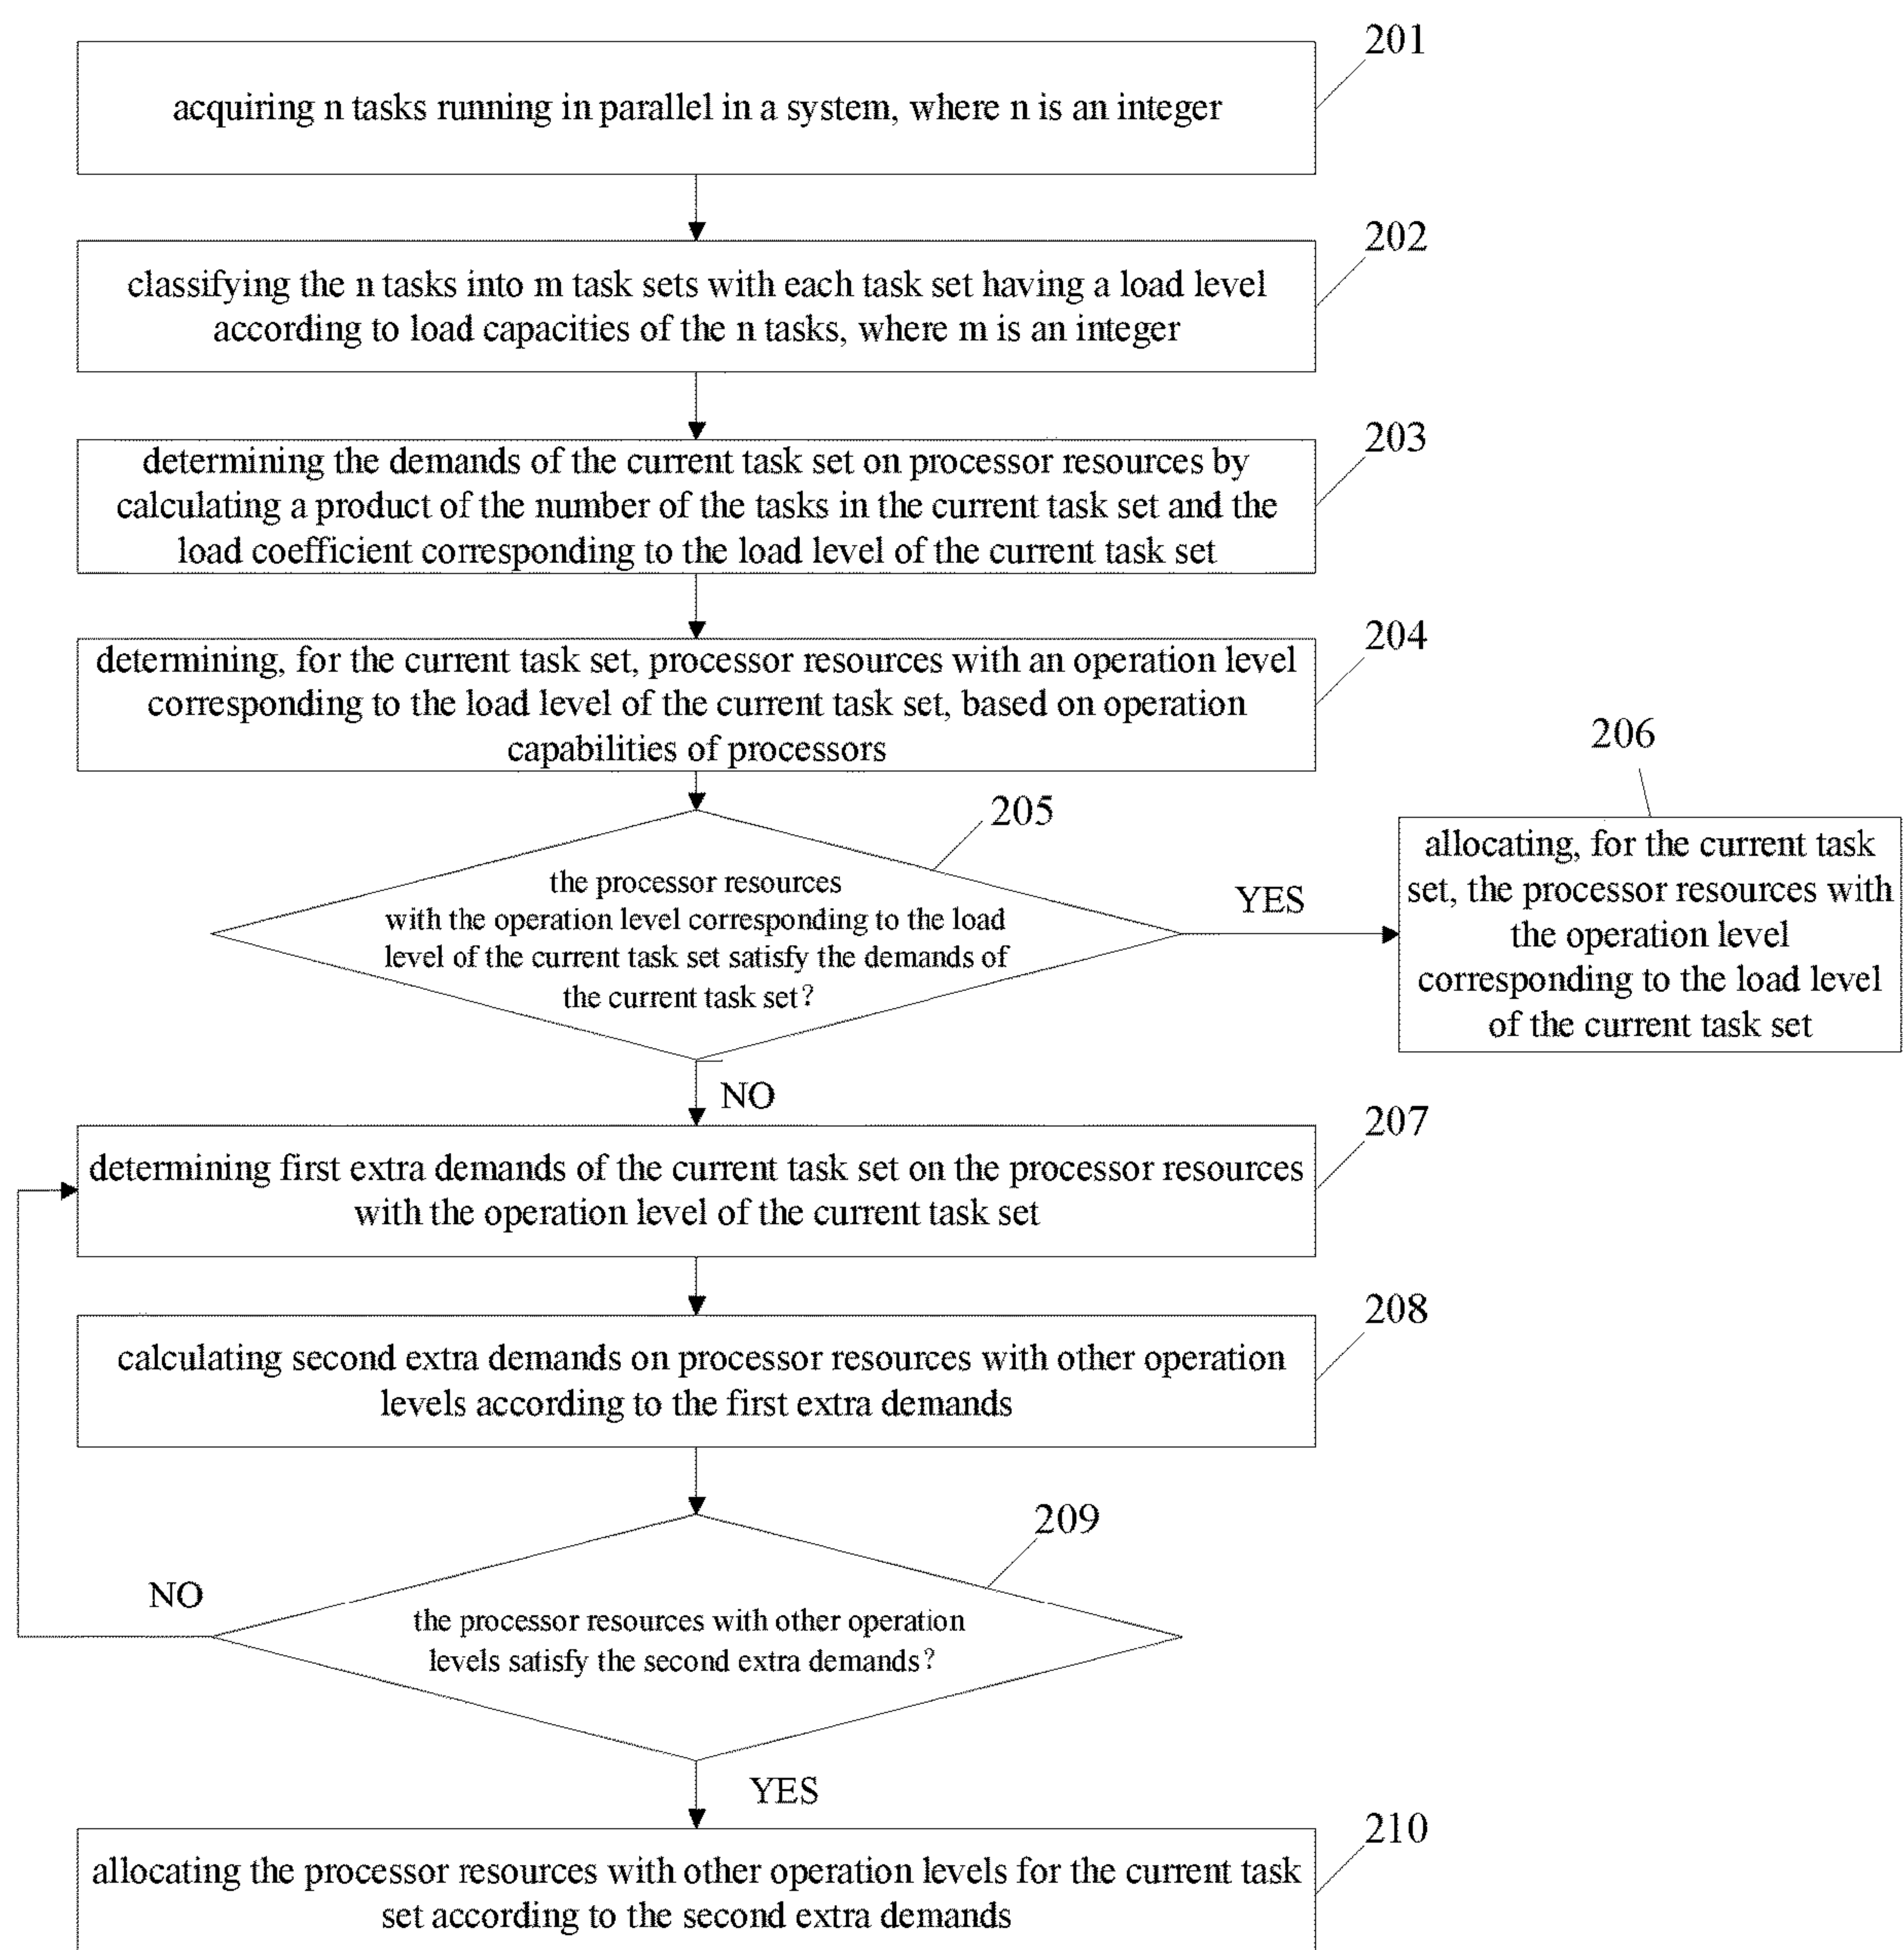 201
acquiring n tasks running in parallel in a system, where n is an integer
202
classifying the n tasks into m task sets with each task set having a load level
according to load capacities of the n tasks, where m is an integer
203
determining the demands of the current task set on processor resources by
calculating a product of the number of the tasks in the current task set and the
load coefficient corresponding to the load level of the current task set
204
determining, for the current task set, processor resources with an operation level
corresponding to the load level of the current task set, based on operation
capabilities of processors
205
the processor resources
with the operation level corresponding to the load
level of the current task set satisfy the demands of
the current task set?
YES
206
allocating, for the current task
set, the processor resources with
the operation level
corresponding to the load level
of the current task set
NO
207
determining first extra demands of the current task set on the processor resources
with the operation level of the current task set
208
calculating second extra demands on processor resources with other operation
levels according to the first extra demands
209
NO
the processor resources with other operation
levels satisfy the second extra demands?
YES
210
allocating the processor resources with other operation levels for the current task
set according to the second extra demands